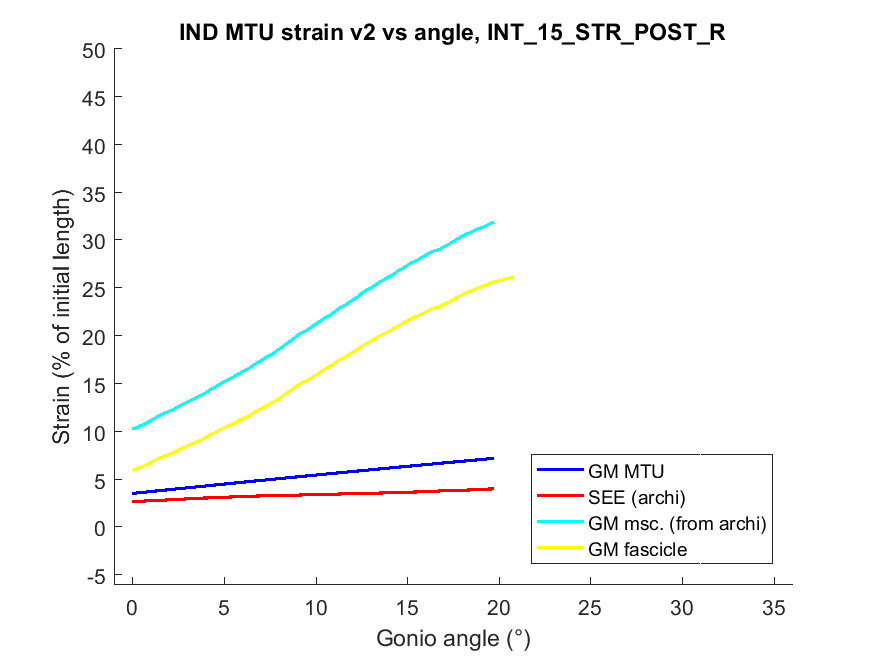 IND MTU strain v2 vs angle, INT_15_STR_POST_R
50
45
40
35
30
25
20
15
10
5
0
-5
Strain (% of initial length)
GM MTU
SEE (archi)
GM msc. (from archi)
GM fascicle
0 5 10 15 20 25 30 35
Gonio angle (°)